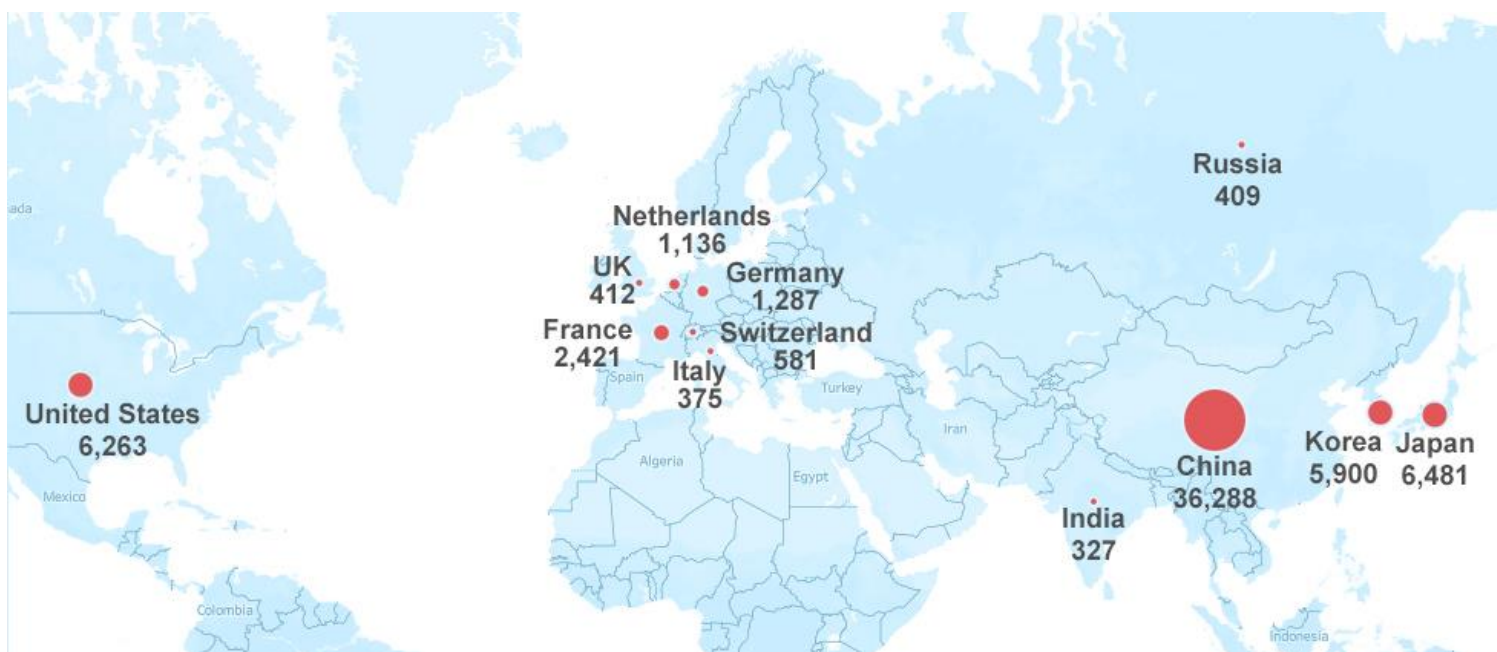 Russia
409
Netherlands
1,136
UK
412
Germany
1,287
France
2,421
Switzerland
581
Italy
375
United States
6,263
Korea
5,900
Japan
6,481
China
36,288
India
327
ada
Spain
Turkey
Iran
Algeria
Egypt
Mexico
Colombia
Indonesia